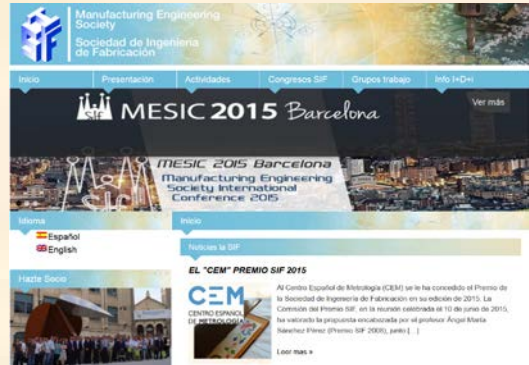 Manufacturing Engineering
Society
Sociedad de Ingeniería
de Fabricación
SIF
Inicio
Presentación
Actividades
Congresos SIF
Grupos trabajo
Info I+D+i
SIF
MESIC 2015 Barcelona
Ver más
MESIC 2015 Barcelona
Manufacturing Engineering
Society International
Conference 2015
Idioma
Español
English
Hazte Socio
Inicio
Noticias la SIF
EL "CEM" PREMIO SIF 2015
CEM
CENTRO ESPAÑOL
DE METROLOGÍA
Al Centro Español de Metrología (CEM) se le ha concedido el Premio de
la Sociedad de Ingeniería de Fabricación en su edición de 2015. La
Comisión del Premio SIF, en la reunión celebrada el 10 de junio de 2015,
ha valorado la propuesta encabezada por el profesor Ángel María
Sánchez Pérez (Premio SIF 2008), junto […]
Leer mas »